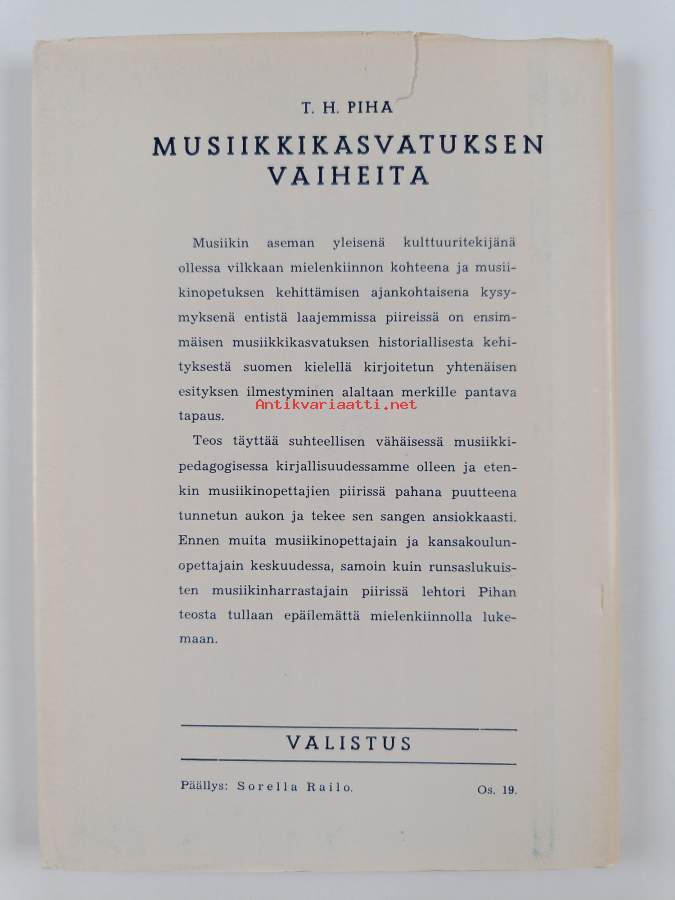 T. H. PIHA
MUSIIKKIKASVATUKSEN
VAIHEITA
Musiikin aseman yleisenä kulttuuritekijänä
ollessa vilkkaan mielenkiinnon kohteena ja musii-
kinopetuksen kehittämisen ajankohtaisena kysy-
myksenä entistä laajemmissa piireissä on ensim-
mäisen musiikkikasvatuksen historiallisesta kehi-
tyksestä suomen kielellä kirjoitetun yhtenäisen
esityksen ilmestyminen alaltaan merkille pantava
Antikvariaatti.net
tapaus.
Teos täyttää suhteellisen vähäisessä musiikki-
pedagogisessa kirjallisuudessamme olleen ja eten-
kin musiikinopettajien piirissä pahana puutteena
tunnetun aukon ja tekee sen sangen ansiokkaasti.
Ennen muita musiikinopettajain ja kansakoulun-
opettajain keskuudessa, samoin kuin runsaslukuis-
ten musiikinharrastajain piirissä lehtori Pihan
teosta tullaan epäilemättä mielenkiinnolla luke-
maan.
VALISTUS
Päällys: Sorella Railo. Os. 19.